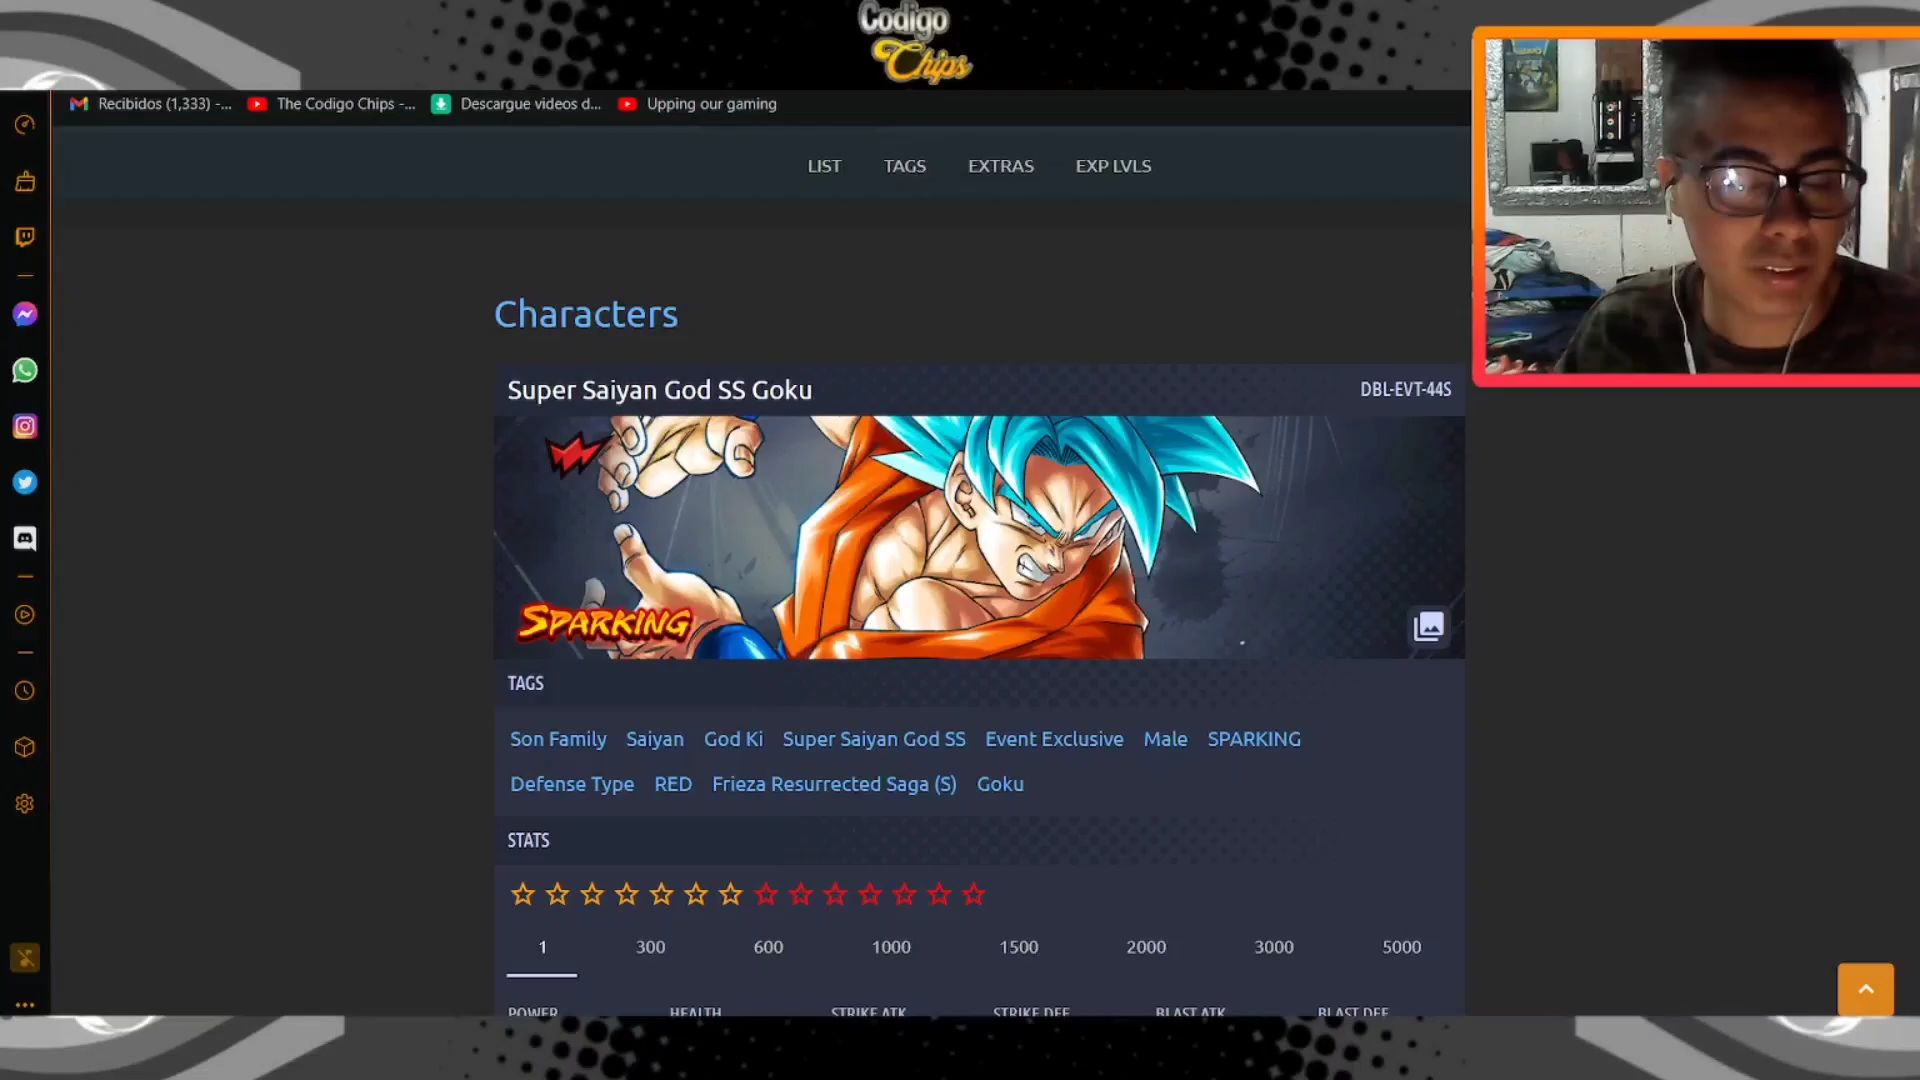 Codigo
Chips
Recibidos (1,333) -... The Codigo Chips -... Descargue videos d... Upping our gaming
LIST TAGS EXTRAS EXP LVLS
Characters
Super Saiyan God SS Goku DBL-EVT-44S
SPARKING
TAGS
Son Family Saiyan God Ki Super Saiyan God SS Event Exclusive Male SPARKING
Defense Type RED Frieza Resurrected Saga (S) Goku
STATS
1 300 600 1000 1500 2000 3000 5000
POWER HEALTH STRIKE ATK STRIKE DEF BLAST ATK BLAST DEF